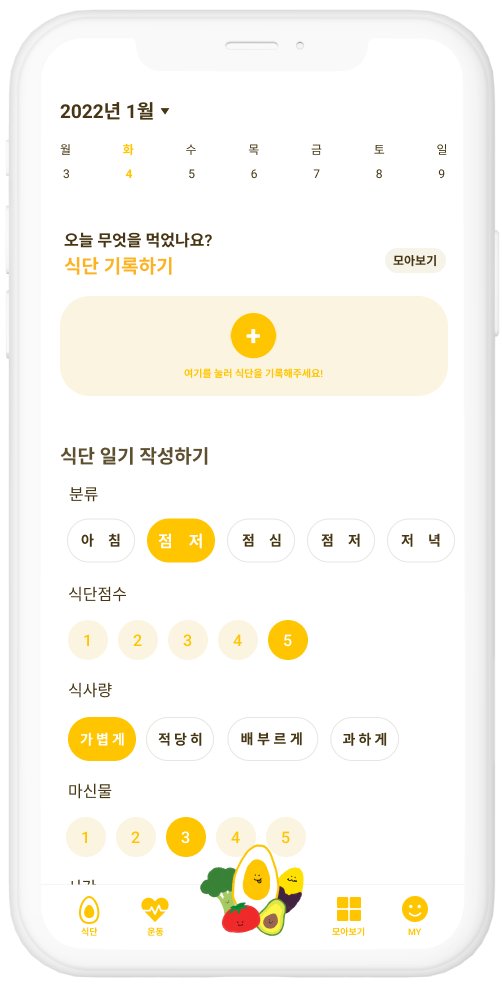 2022년 1월
월 화 수 목 금 토 일
3 4 5 6 7 8 9
오늘 무엇을 먹었나요?
식단 기록하기
모아보기
여기를 눌러 식단을 기록해주세요!
식단 일기 작성하기
분류
아 침 점 저 점 심 점 저 저 녁
식단점수
1 2 3 4 5
식사량
가볍게 적당히 배부르게 과하게
마신물
1 2 3 4 5
식단 운동 모아보기 MY